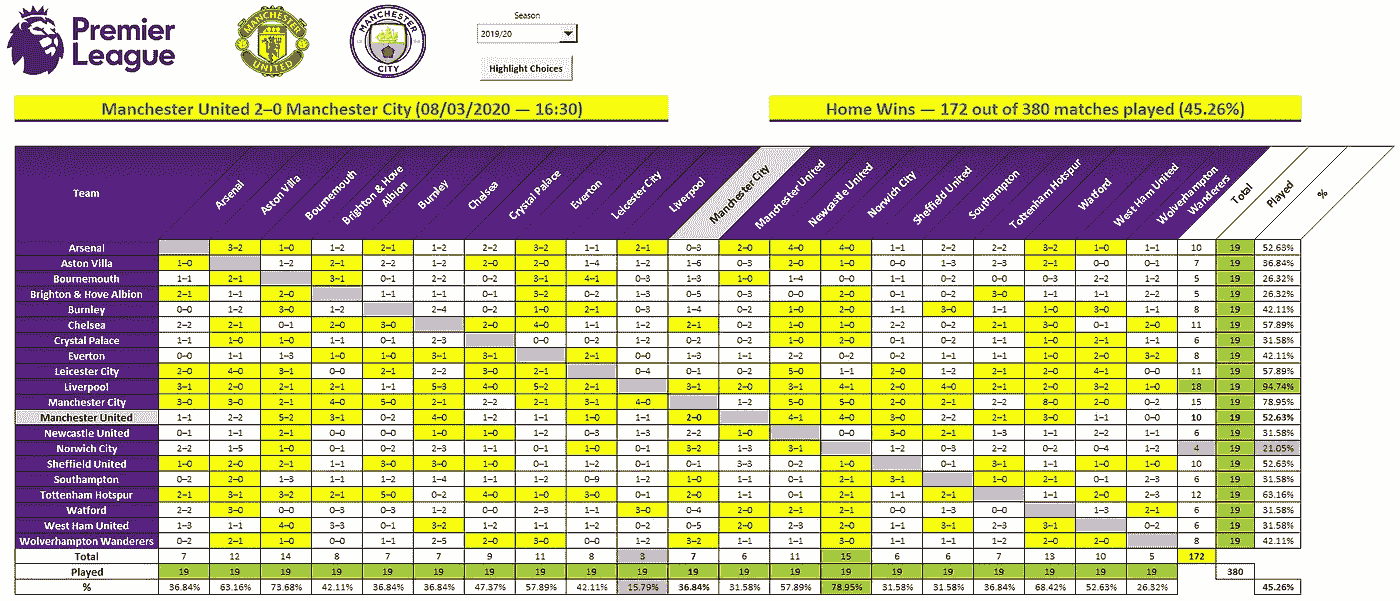 Premier
League
MANCHESTER
UNITED
MANCHESTER
CITY
Season
2019/20
Highlight Choices
Manchester United 2–0 Manchester City (08/03/2020 — 16:30)
Home Wins — 172 out of 380 matches played (45.26%)
Team Arsenal Aston Villa Bournemouth Brighton & Hove Albion Burnley Chelsea Crystal Palace Everton Leicester City Liverpool Manchester City Manchester United Newcastle United Norwich City Sheffield United Southampton Tottenham Hotspur Watford West Ham United Wolverhampton Wanderers Total Played %
Arsenal 3–2 1–0 1–2 2–1 1–2 2–2 3–2 1–1 2–1 0–3 2–0 4–0 4–0 1–1 2–2 2–2 3–2 1–0 1–1 10 19 52.63%
Aston Villa 1–0 1–2 2–1 2–2 1–2 2–0 2–0 1–4 1–2 1–6 0–3 2–0 1–0 0–0 1–3 2–3 2–1 0–0 0–1 7 19 36.84%
Bournemouth 1–1 2–1 3–1 0–1 2–2 0–2 3–1 4–1 0–3 1–3 1–0 1–4 0–0 1–2 0–2 0–0 0–3 2–2 1–2 5 19 26.32%
Brighton & Hove Albion 2–1 1–1 2–0 1–1 1–1 0–1 3–2 0–2 1–3 0–5 0–3 0–0 2–0 0–1 0–2 3–0 1–1 1–1 2–2 5 19 26.32%
Burnley 0–0 1–2 3–0 1–2 2–4 0–2 1–0 2–1 0–3 1–4 0–2 1–0 2–0 1–1 3–0 1–1 1–0 3–0 1–1 8 19 42.11%
Chelsea 2–2 2–1 0–1 2–0 3–0 2–0 4–0 1–1 1–2 2–1 0–2 1–0 1–0 2–2 0–2 2–1 3–0 0–1 2–0 11 19 57.89%
Crystal Palace 1–1 1–0 1–0 1–1 0–1 2–3 0–0 0–2 1–2 0–2 0–2 1–0 2–0 0–1 0–2 1–1 1–0 2–1 1–1 6 19 31.58%
Everton 0–0 1–1 1–3 1–0 1–0 3–1 3–1 2–1 0–0 1–3 1–1 2–2 0–2 0–2 1–1 1–1 1–0 2–0 3–2 8 19 42.11%
Leicester City 2–0 4–0 3–1 0–0 2–1 2–2 3–0 2–1 0–4 0–1 0–2 5–0 1–1 2–0 1–2 2–1 2–0 4–1 0–0 11 19 57.89%
Liverpool 3–1 2–0 2–1 2–1 1–1 5–3 4–0 5–2 2–1 3–1 2–0 3–1 4–1 2–0 4–0 2–1 2–0 3–2 1–0 18 19 94.74%
Manchester City 3–0 3–0 2–1 4–0 5–0 2–1 2–2 2–1 3–1 4–0 1–2 5–0 5–0 2–0 2–1 2–2 8–0 2–0 0–2 15 19 78.95%
Manchester United 1–1 2–2 5–2 3–1 0–2 4–0 1–2 1–1 1–0 1–1 2–0 4–1 4–0 3–0 2–2 2–1 3–0 1–1 0–0 10 19 52.63%
Newcastle United 0–1 1–1 2–1 0–0 0–0 1–0 1–0 1–2 0–3 1–3 2–2 1–0 0–0 3–0 2–1 1–3 1–1 2–2 1–2 6 19 31.58%
Norwich City 2–2 1–5 1–0 0–1 0–2 2–3 1–1 0–1 1–0 0–1 3–2 1–3 3–1 1–2 0–3 2–2 0–2 0–4 1–2 4 19 21.05%
Sheffield United 1–0 2–0 2–1 1–1 3–0 3–0 1–0 0–1 1–2 0–1 0–1 3–3 0–2 1–0 0–1 3–1 1–1 1–0 1–0 10 19 52.63%
Southampton 0–2 2–0 1–3 1–1 1–2 1–4 1–1 1–2 0–9 1–2 1–0 1–1 0–1 2–1 3–1 1–0 2–1 0–1 2–3 6 19 31.58%
Tottenham Hotspur 2–1 3–1 3–2 2–1 5–0 0–2 4–0 1–0 3–0 0–1 2–0 1–1 0–1 2–1 1–1 2–1 1–1 2–0 2–3 12 19 63.16%
Watford 2–2 3–0 0–0 0–3 0–3 1–2 0–0 2–3 1–1 3–0 0–4 2–0 2–1 2–1 0–0 1–3 0–0 1–3 2–1 6 19 31.58%
West Ham United 1–3 1–1 4–0 3–3 0–1 3–2 1–2 1–1 1–2 0–2 0–5 2–0 2–3 2–0 1–1 3–1 2–3 3–1 0–2 6 19 31.58%
Wolverhampton Wanderers 0–2 2–1 1–0 0–0 1–1 2–5 2–0 3–0 0–0 1–2 3–2 1–1 1–1 3–0 1–1 1–1 1–2 2–0 2–0 8 19 42.11%
Total 7 12 14 8 7 7 9 11 8 3 7 6 11 15 6 6 7 13 10 5 172
Played 19 19 19 19 19 19 19 19 19 19 19 19 19 19 19 19 19 19 19 19 380
% 36.84% 63.16% 73.68% 42.11% 36.84% 36.84% 47.37% 57.89% 42.11% 15.79% 36.84% 31.58% 57.89% 78.95% 31.58% 31.58% 36.84% 68.42% 52.63% 26.32% 45.26%